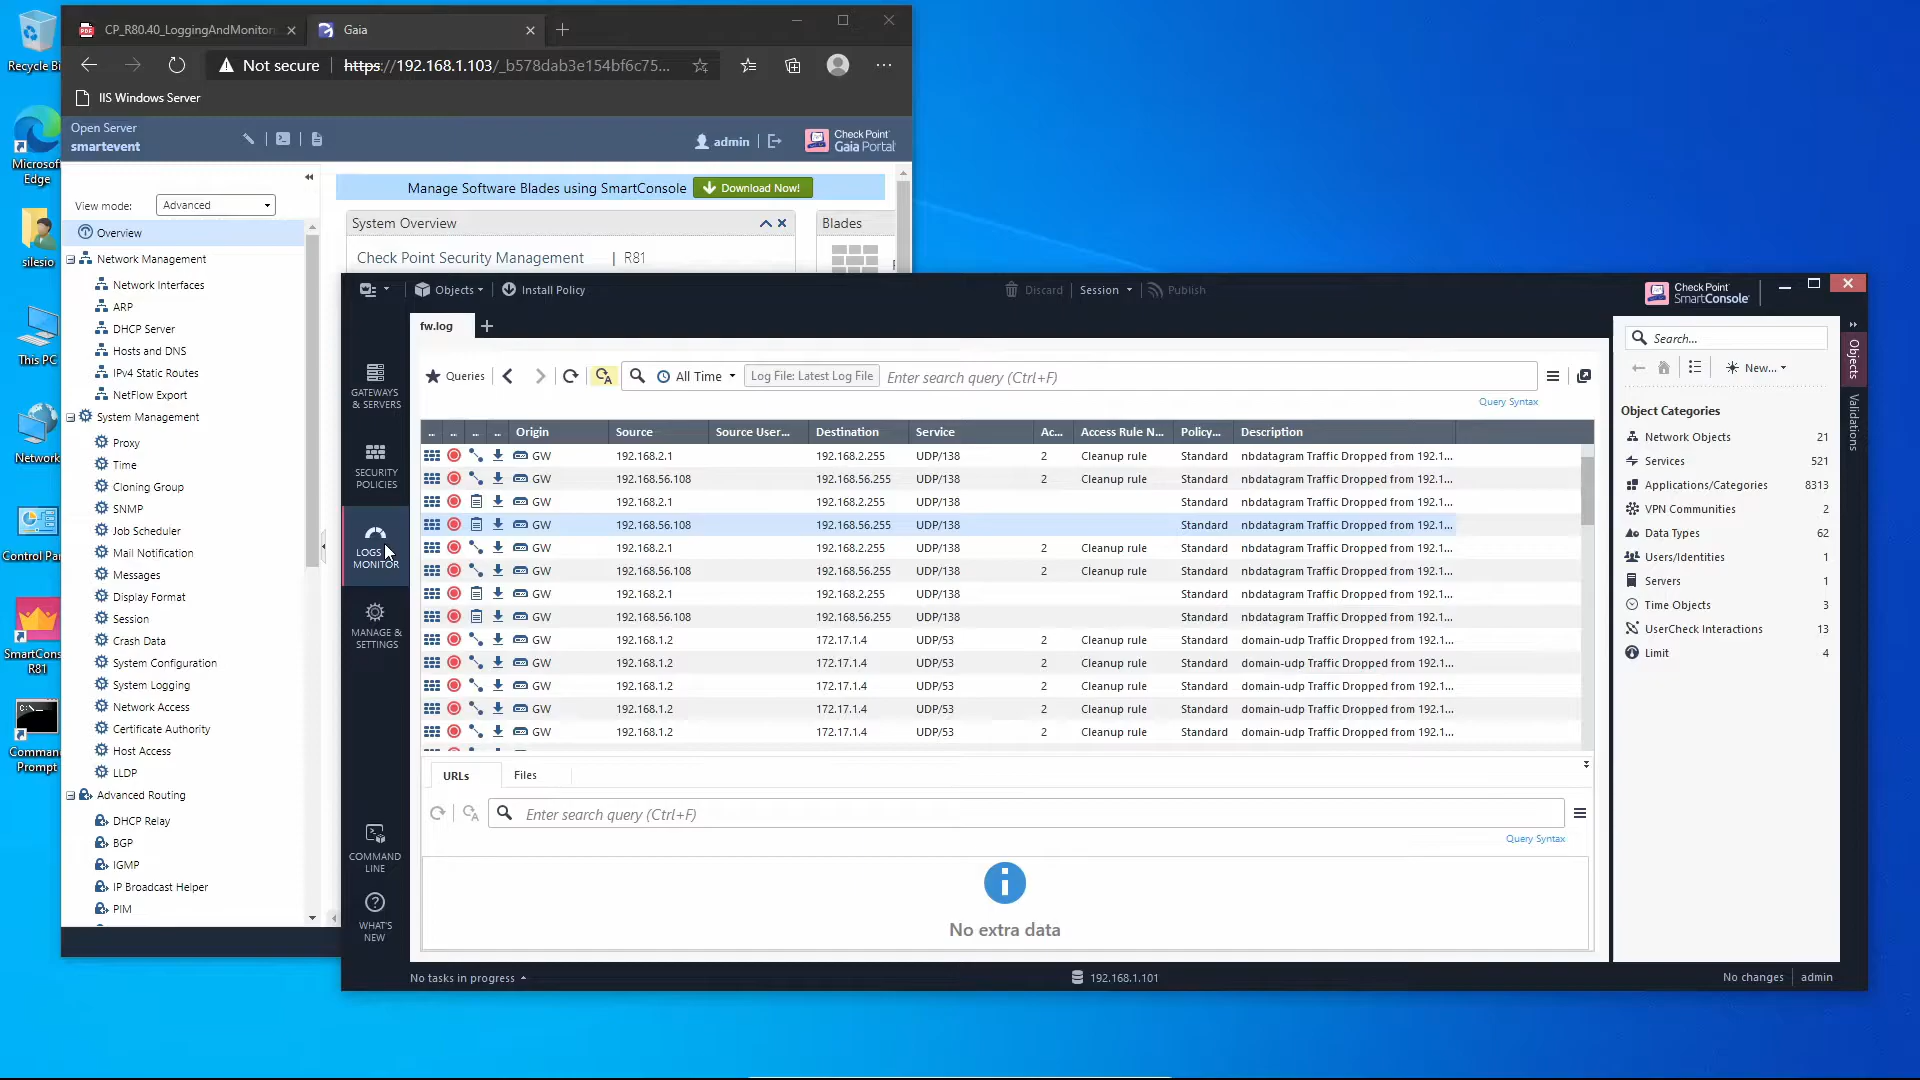 Recycle Bi
Microsof
Edge
silesio
This PC
Network
Control Pa
SmartCons
R81
Comman
Prompt
CP_R80.40_LoggingAndMonitor
Gaia
Not secure
https://192.168.1.103/_b578dab3e154bf6c75...
IIS Windows Server
Open Server
smartevent
admin
Check Point
Gaia Portal
Manage Software Blades using SmartConsole
Download Now!
View mode:
Advanced
System Overview
Blades
Check Point Security Management | R81
Overview
Network Management
Network Interfaces
ARP
DHCP Server
Hosts and DNS
IPv4 Static Routes
NetFlow Export
System Management
Proxy
Time
Cloning Group
SNMP
Job Scheduler
Mail Notification
Messages
Display Format
Session
Crash Data
System Configuration
System Logging
Network Access
Certificate Authority
Host Access
LLDP
Advanced Routing
DHCP Relay
BGP
IGMP
IP Broadcast Helper
PIM
Objects
Install Policy
Discard
Session
Publish
Check Point
SmartConsole
fw.log
GATEWAYS
& SERVERS
SECURITY
POLICIES
LOGS
MONITOR
MANAGE &
SETTINGS
COMMAND
LINE
WHAT'S
NEW
Queries
All Time
Log File: Latest Log File
Enter search query (Ctrl+F)
Query Syntax
... ... ... ... Origin Source Source User... Destination Service Ac... Access Rule N... Policy... Description
GW 192.168.2.1 192.168.2.255 UDP/138 2 Cleanup rule Standard nbdatagram Traffic Dropped from 192.1...
GW 192.168.56.108 192.168.56.255 UDP/138 2 Cleanup rule Standard nbdatagram Traffic Dropped from 192.1...
GW 192.168.2.1 192.168.2.255 UDP/138 Standard nbdatagram Traffic Dropped from 192.1...
GW 192.168.56.108 192.168.56.255 UDP/138 Standard nbdatagram Traffic Dropped from 192.1...
GW 192.168.2.1 192.168.2.255 UDP/138 2 Cleanup rule Standard nbdatagram Traffic Dropped from 192.1...
GW 192.168.56.108 192.168.56.255 UDP/138 2 Cleanup rule Standard nbdatagram Traffic Dropped from 192.1...
GW 192.168.2.1 192.168.2.255 UDP/138 Standard nbdatagram Traffic Dropped from 192.1...
GW 192.168.56.108 192.168.56.255 UDP/138 Standard nbdatagram Traffic Dropped from 192.1...
GW 192.168.1.2 172.17.1.4 UDP/53 2 Cleanup rule Standard domain-udp Traffic Dropped from 192.1...
GW 192.168.1.2 172.17.1.4 UDP/53 2 Cleanup rule Standard domain-udp Traffic Dropped from 192.1...
GW 192.168.1.2 172.17.1.4 UDP/53 2 Cleanup rule Standard domain-udp Traffic Dropped from 192.1...
GW 192.168.1.2 172.17.1.4 UDP/53 2 Cleanup rule Standard domain-udp Traffic Dropped from 192.1...
GW 192.168.1.2 172.17.1.4 UDP/53 2 Cleanup rule Standard domain-udp Traffic Dropped from 192.1...
URLs
Files
Enter search query (Ctrl+F)
Query Syntax
No extra data
No tasks in progress
192.168.1.101
No changes
admin
Search...
New...
Object Categories
Network Objects 21
Services 521
Applications/Categories 8313
VPN Communities 2
Data Types 62
Users/Identities 1
Servers 1
Time Objects 3
UserCheck Interactions 13
Limit 4
Objects
Validations